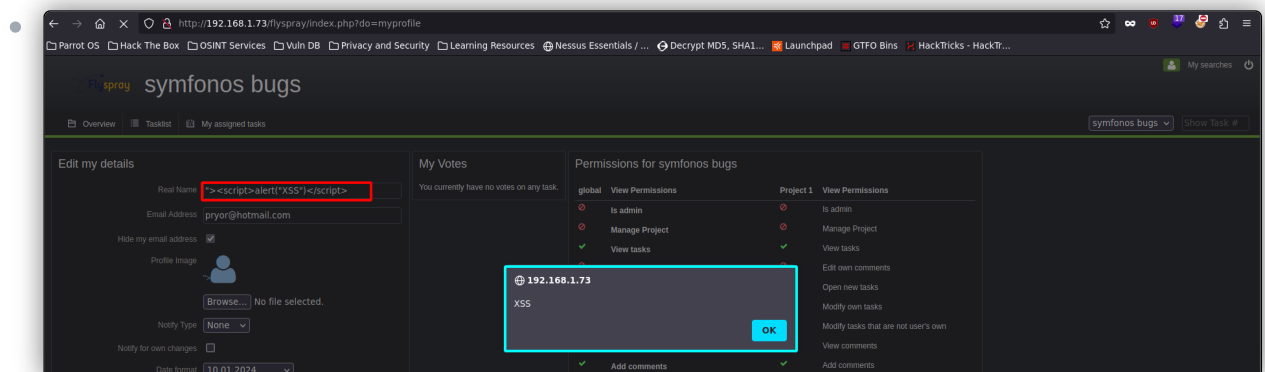 http://192.168.1.73/flyspray/index.php?do=myprofile
17
Parrot OS Hack The Box OSINT Services Vuln DB Privacy and Security Learning Resources Nessus Essentials / ... Decrypt MD5, SHA1... Launchpad GTFO Bins HackTricks - HackTr...
My searches
Flyspray symfonos bugs
Overview Tasklist My assigned tasks
symfonos bugs Show Task #
Edit my details
Real Name "><script>alert("XSS")</script>
Email Address pryor@hotmail.com
Hide my email address
Profile Image
">
Browse... No file selected.
Notify Type None
Notify for own changes
Date format 10.01.2024
My Votes
You currently have no votes on any task.
Permissions for symfonos bugs
global View Permissions Project 1 View Permissions
Is admin Is admin
Manage Project Manage Project
View tasks View tasks
Edit own comments
Open new tasks
Modify own tasks
Modify tasks that are not user's own
View comments
Add comments Add comments
192.168.1.73
XSS
OK